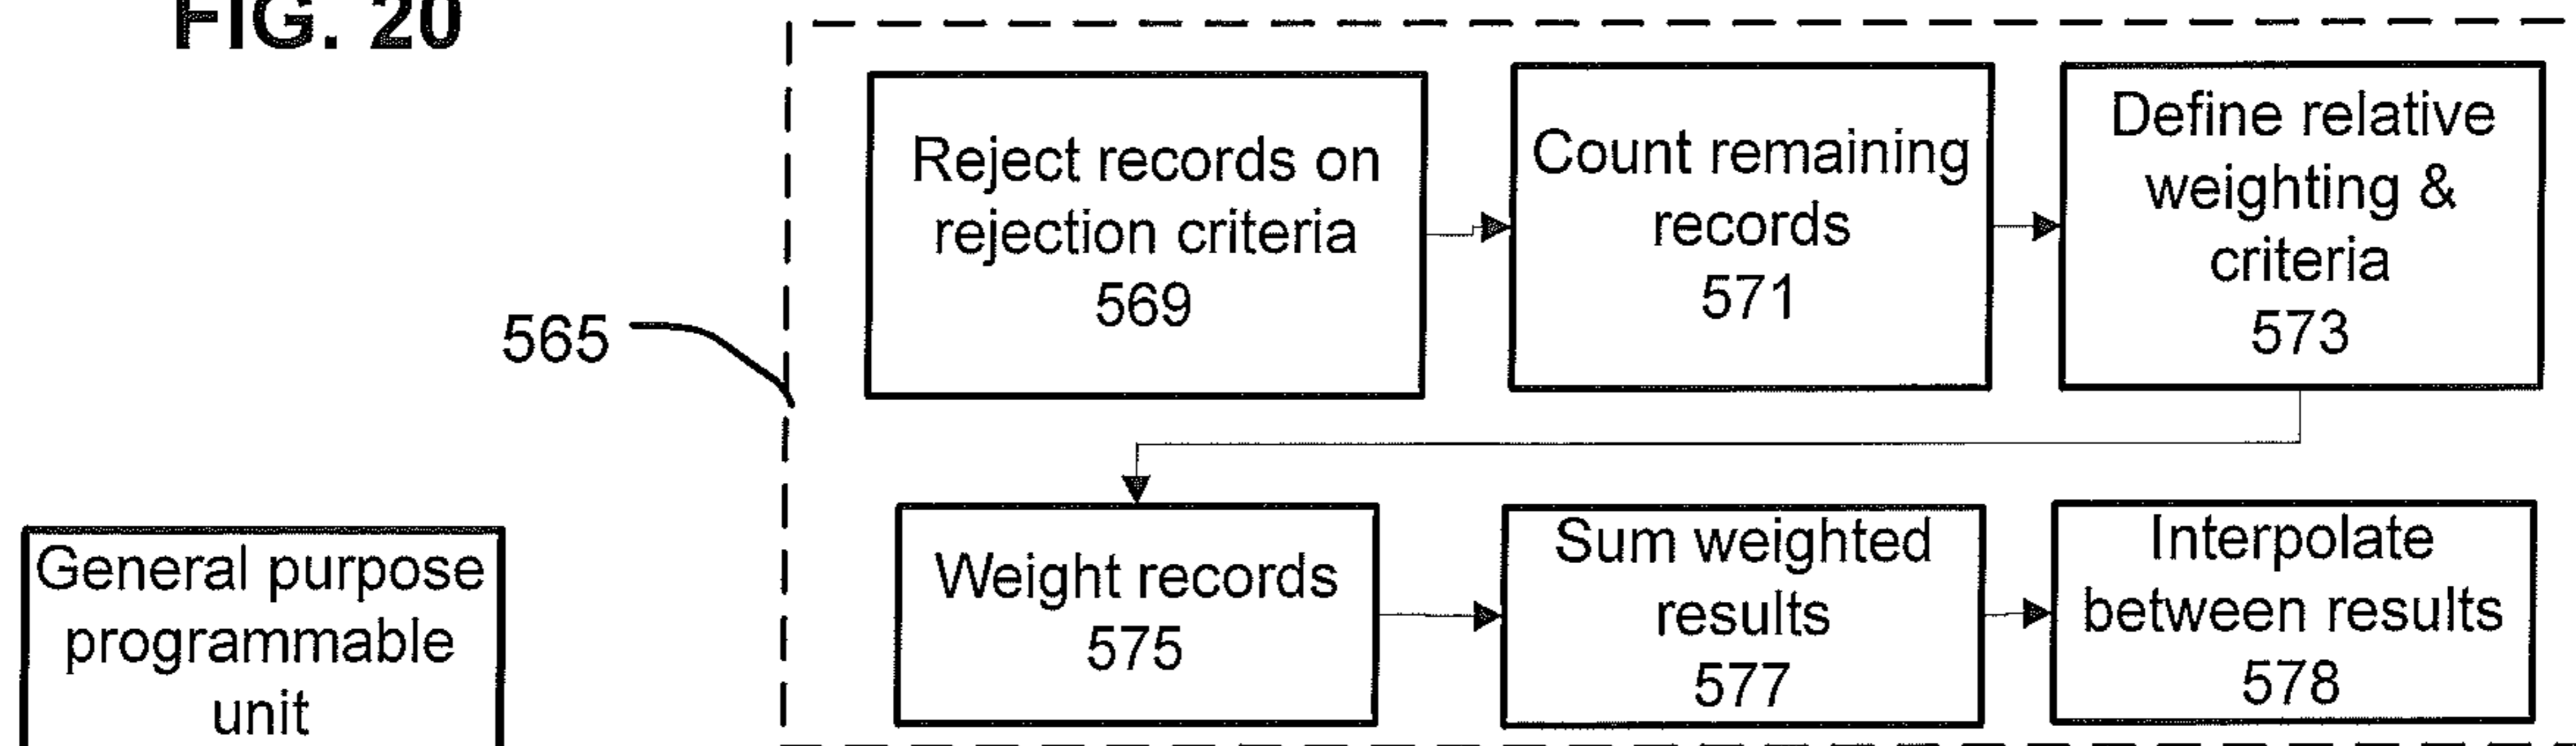 FIG. 20
Reject records on
rejection criteria
569
Count remaining
records
571
Define relative
weighting &
criteria
573
565
Weight records
575
Sum weighted
results
577
Interpolate
between results
578
General purpose
programmable
unit